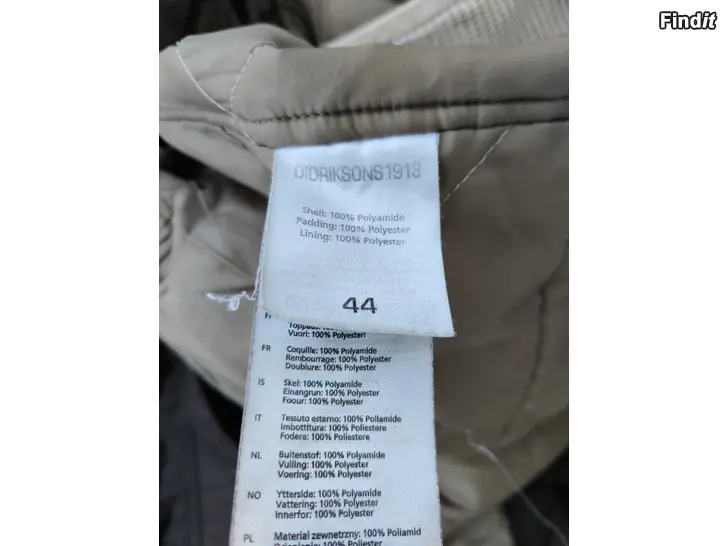 Findit
DIDRIKSONS1913
Shell: 100% Polyamide
Padding: 100% Polyester
Lining: 100% Polyester
44
Vuori: 100% Polyesteri
FR
Coquille: 100% Polyamide
Rembourrage: 100% Polyester
Doublure: 100% Polyester
IS
Skel: 100% Polyamide
Einangrun: 100% Polyester
Foour: 100% Polyester
IT
Tessuto esterno: 100% Poliamide
Imbottitura: 100% Poliestere
Fodera: 100% Poliestere
NL
Buitenstof: 100% Polyamide
Vulling: 100% Polyester
Voering: 100% Polyester
NO
Ytterside: 100% Polyamide
Vattering: 100% Polyester
Innerfor: 100% Polyester
PL
Materiał zewnetrzny: 100% Poliamid